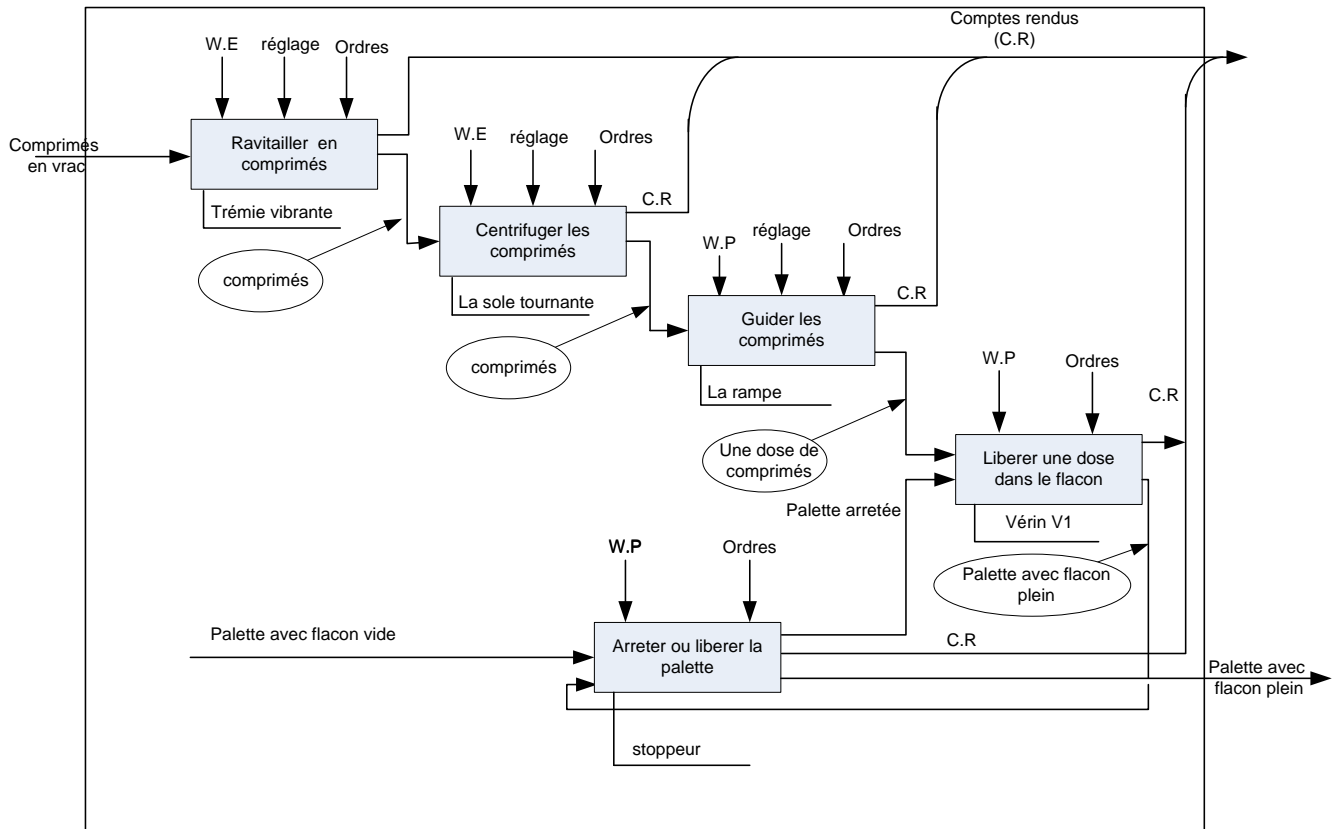 Comptes rendus
(C.R)
W.E
réglage
Ordres
Comprimés
en vrac
Ravitailler en
comprimés
Trémie vibrante
W.E
réglage
Ordres
C.R
Centrifuger les
comprimés
comprimés
La sole tournante
W.P
réglage
Ordres
C.R
Guider les
comprimés
comprimés
La rampe
W.P
Ordres
C.R
Une dose de
comprimés
Liberer une dose
dans le flacon
Palette arretée
Vérin V1
W.P
Ordres
Palette avec flacon
plein
Palette avec flacon vide
Arreter ou liberer la
palette
C.R
Palette avec
flacon plein
stoppeur